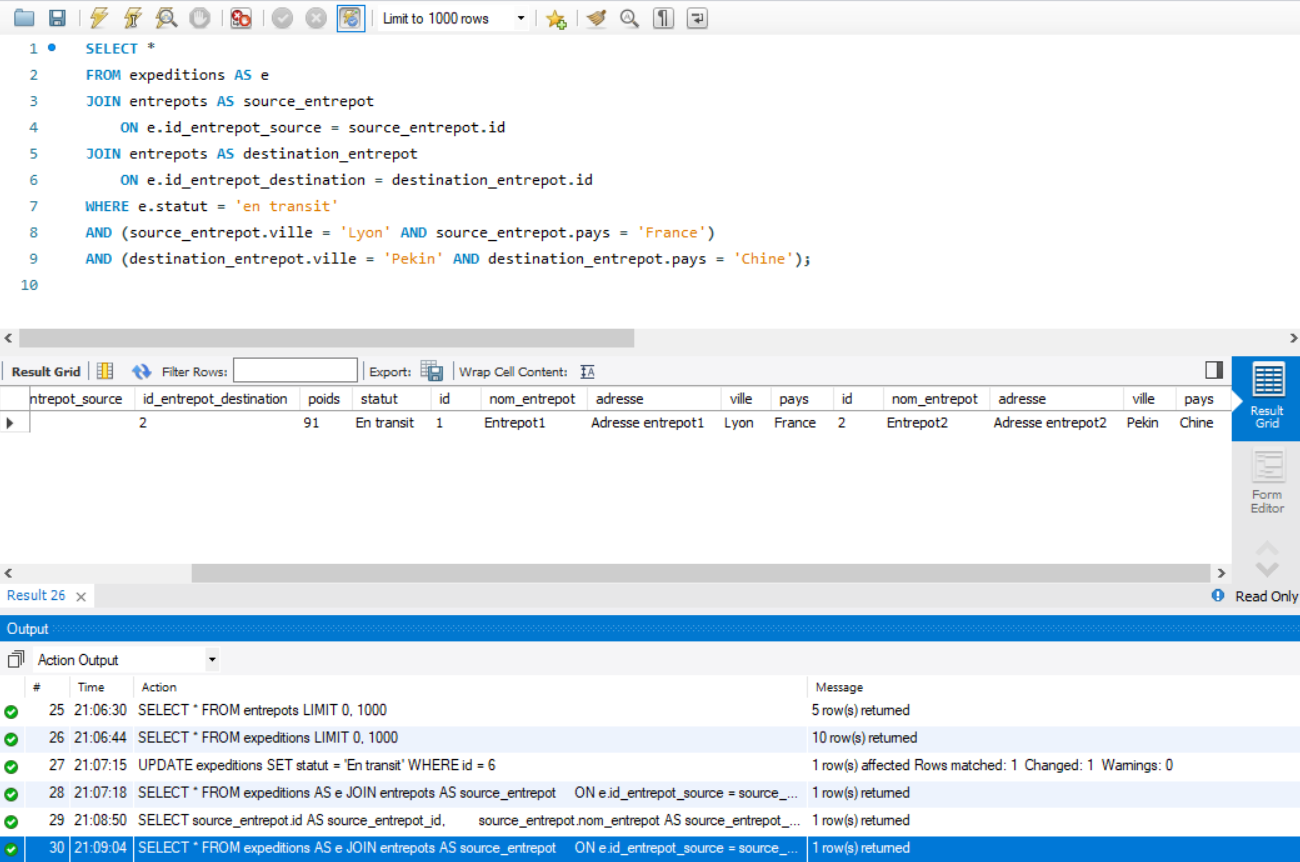 Limit to 1000 rows
1 SELECT *
2 FROM expeditions AS e
3 JOIN entrepots AS source_entrepot
4 ON e.id_entrepot_source = source_entrepot.id
5 JOIN entrepots AS destination_entrepot
6 ON e.id_entrepot_destination = destination_entrepot.id
7 WHERE e.statut = 'en transit'
8 AND (source_entrepot.ville = 'Lyon' AND source_entrepot.pays = 'France')
9 AND (destination_entrepot.ville = 'Pekin' AND destination_entrepot.pays = 'Chine');
10
Result Grid Filter Rows: Export: Wrap Cell Content:
ntrepot_source id_entrepot_destination poids statut id nom_entrepot adresse ville pays id nom_entrepot adresse ville pays
2 91 En transit 1 Entrepot1 Adresse entrepot1 Lyon France 2 Entrepot2 Adresse entrepot2 Pekin Chine
Result
Grid
Form
Editor
Result 26
Read Only
Output
Action Output
# Time Action Message
25 21:06:30 SELECT * FROM entrepots LIMIT 0, 1000 5 row(s) returned
26 21:06:44 SELECT * FROM expeditions LIMIT 0, 1000 10 row(s) returned
27 21:07:15 UPDATE expeditions SET statut = 'En transit' WHERE id = 6 1 row(s) affected Rows matched: 1 Changed: 1 Warnings: 0
28 21:07:18 SELECT * FROM expeditions AS e JOIN entrepots AS source_entrepot ON e.id_entrepot_source = source_... 1 row(s) returned
29 21:08:50 SELECT source_entrepot.id AS source_entrepot_id, source_entrepot.nom_entrepot AS source_entrepot_... 1 row(s) returned
30 21:09:04 SELECT * FROM expeditions AS e JOIN entrepots AS source_entrepot ON e.id_entrepot_source = source_... 1 row(s) returned